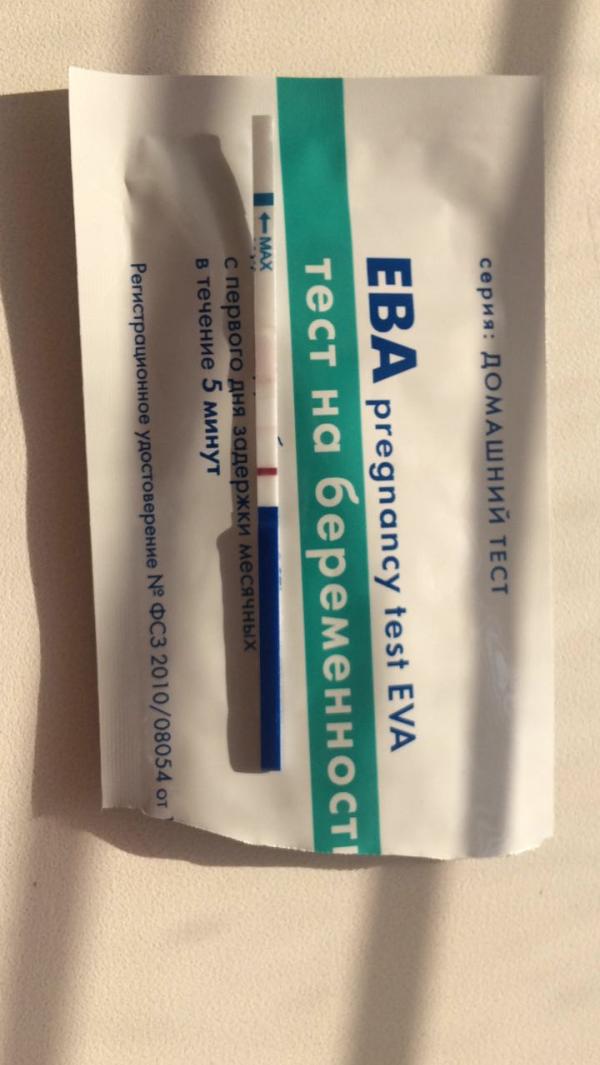 серия: ДОМАШНИЙ ТЕСТ
ЕВА pregnancy test EVA
тест на беременност
с первого дня задержки месячных
в течение 5 минут
Регистрационное удостоверение № ФСЗ 2010/08054 от
MAX